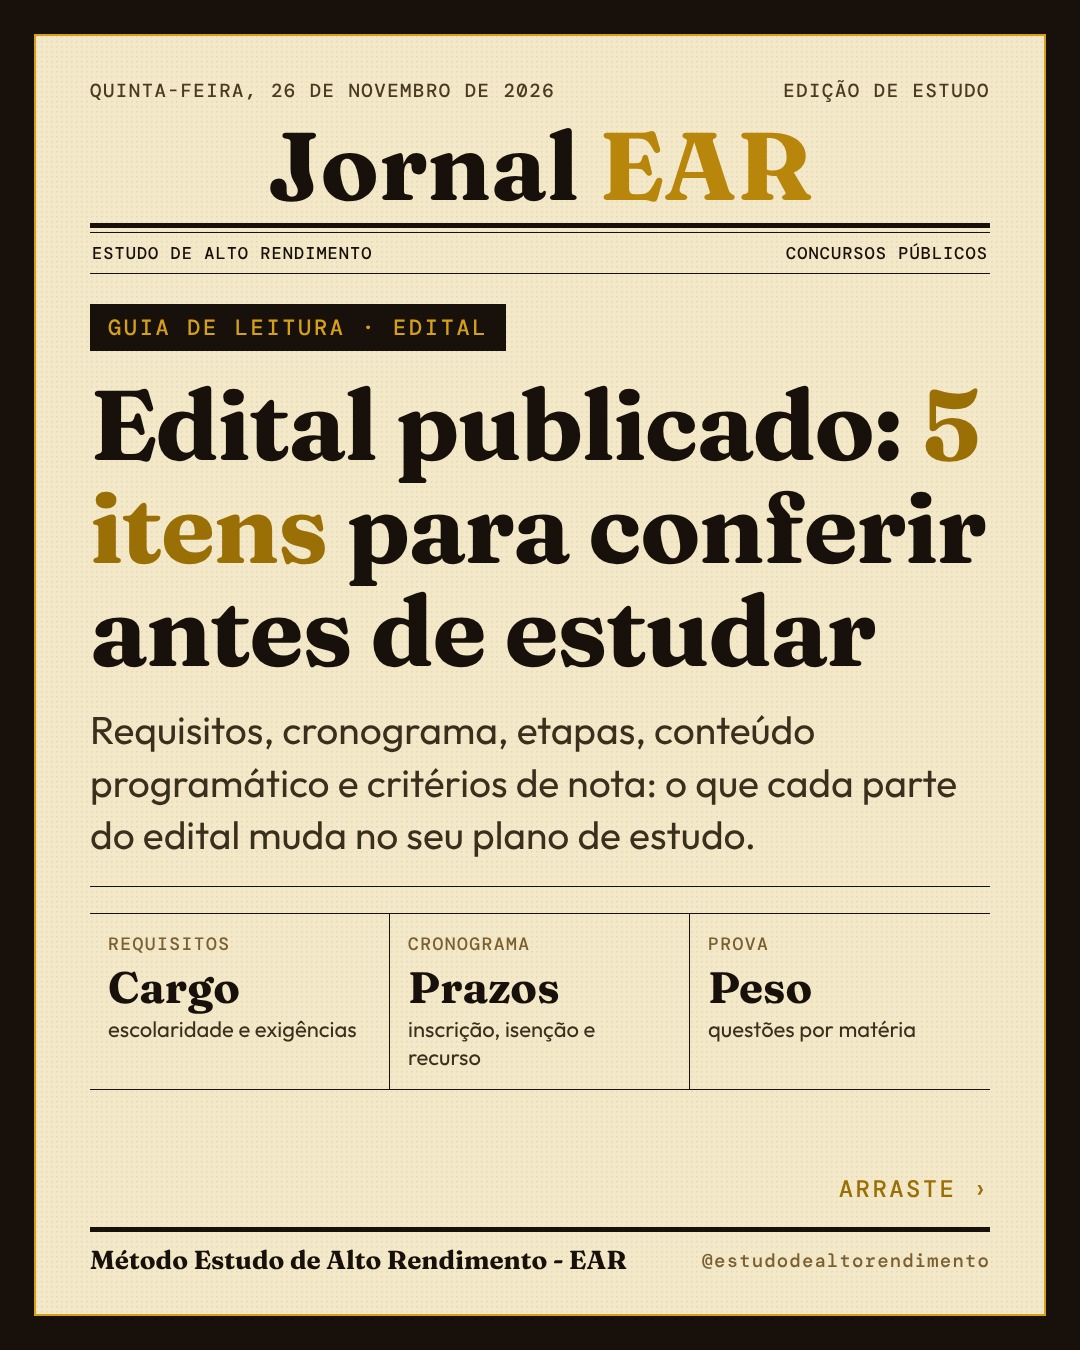 QUINTA-FEIRA, 26 DE NOVEMBRO DE 2026 EDIÇÃO DE ESTUDO
Jornal EAR
ESTUDO DE ALTO RENDIMENTO CONCURSOS PÚBLICOS
GUIA DE LEITURA · EDITAL
Edital publicado: 5
itens para conferir
antes de estudar
Requisitos, cronograma, etapas, conteúdo
programático e critérios de nota: o que cada parte
do edital muda no seu plano de estudo.
REQUISITOS
Cargo
escolaridade e exigências
CRONOGRAMA
Prazos
inscrição, isenção e
recurso
PROVA
Peso
questões por matéria
ARRASTE ›
Método Estudo de Alto Rendimento - EAR @estudodealtorendimento